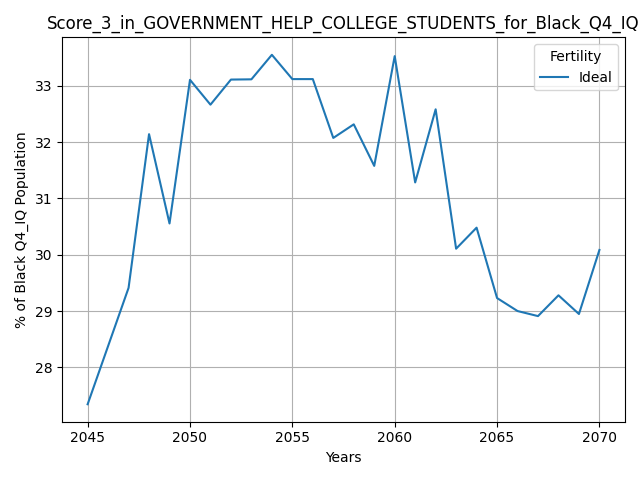 Score_3_in_GOVERNMENT_HELP_COLLEGE_STUDENTS_for_Black_Q4_IQ
Fertility
Ideal
% of Black Q4_IQ Population
33
32
31
30
29
28
2045
2050
2055
2060
2065
2070
Years